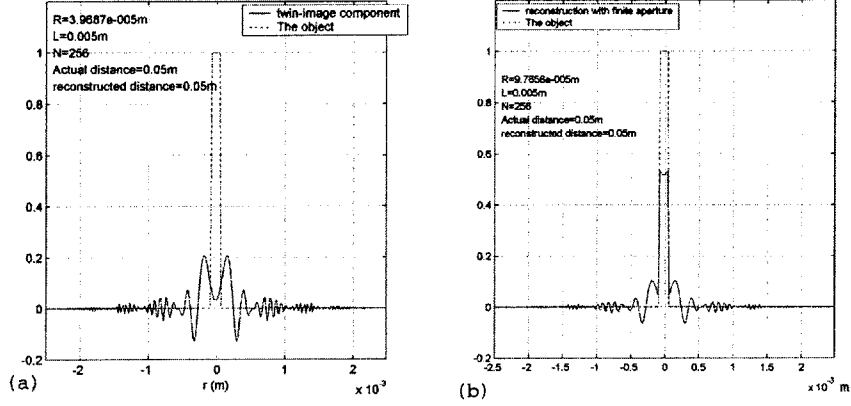 twin-image component
The object
R=3.9687e-005m
L=0.005m
N=256
Actual distance=0.05m
reconstructed distance=0.05m
1
0.8
0.6
0.4
0.2
0
-0.2
-2 -1 0 1 2
r (m)
x 10⁻³
(a)
reconstruction with finite aperture
The object
R=9.7656e-005m
L=0.005m
N=256
Actual distance=0.05m
reconstructed distance=0.05m
1
0.8
0.6
0.4
0.2
0
-0.2
-2.5 -2 -1.5 -1 -0.5 0 0.5 1 1.5 2 2.5
x 10⁻³ m
(b)